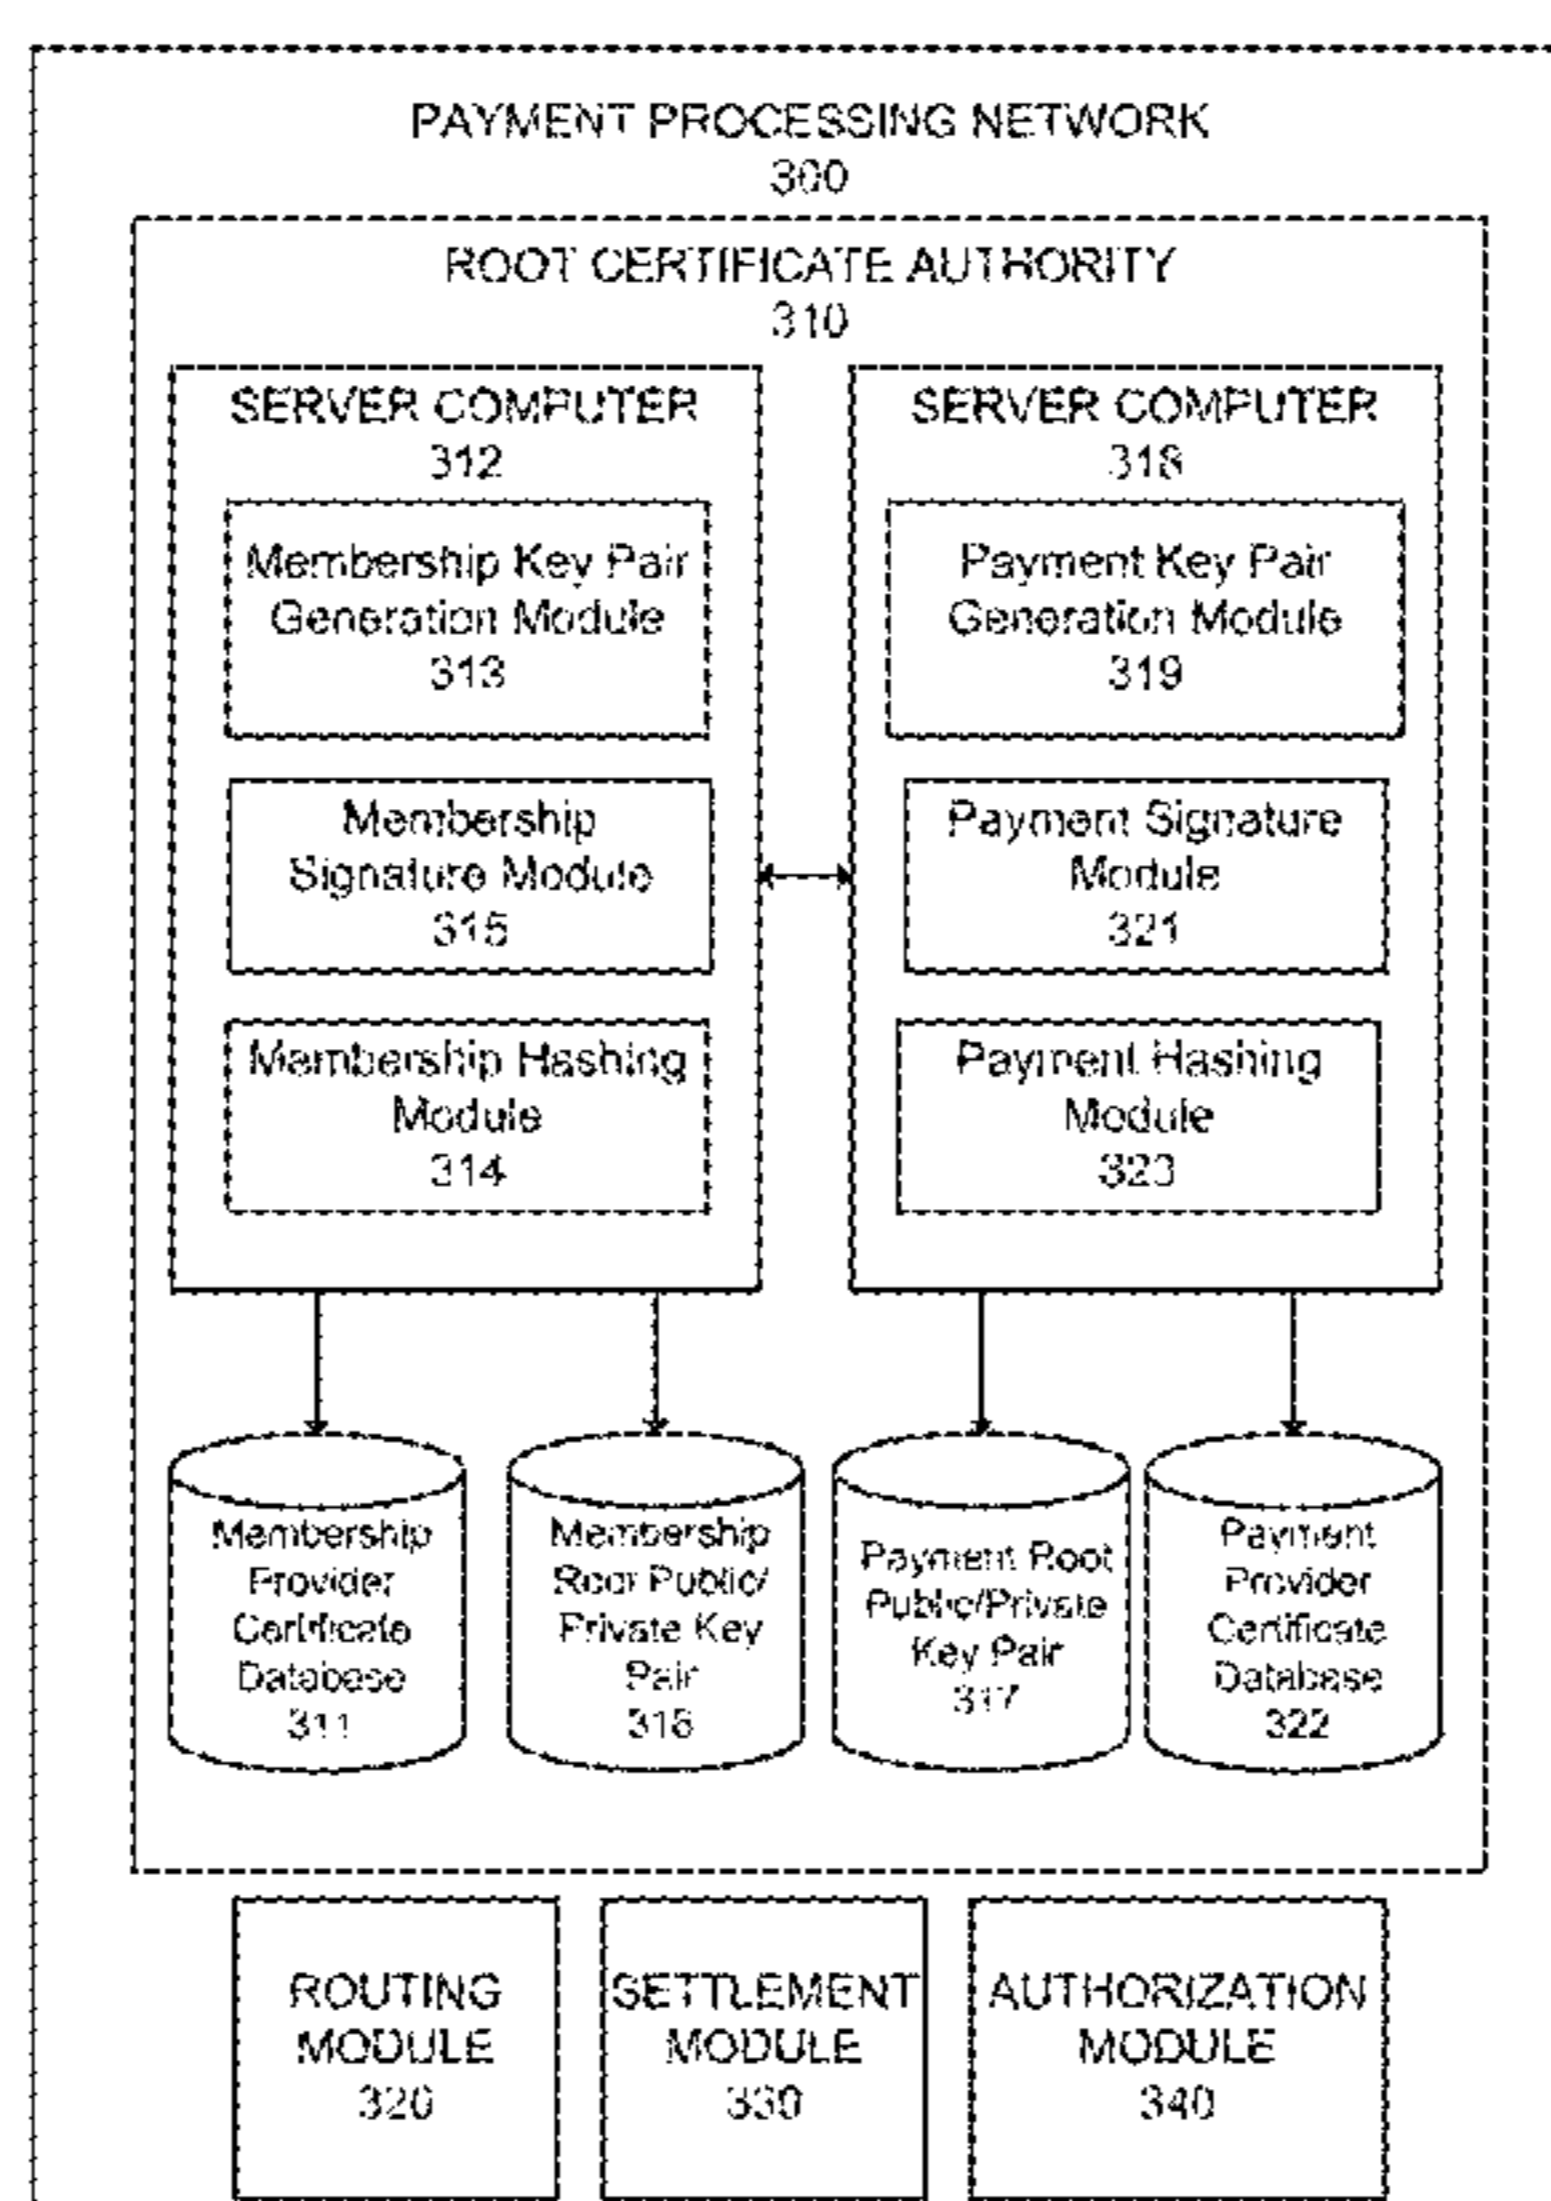 PAYMENT PROCESSING NETWORK
300
ROOT CERTIFICATE AUTHORITY
310
SERVER COMPUTER
312
Membership Key Pair
Generation Module
313
Membership
Signature Module
315
Membership Hashing
Module
314
SERVER COMPUTER
318
Payment Key Pair
Generation Module
319
Payment Signature
Module
321
Payment Hashing
Module
323
Membership
Provider
Certificate
Database
311
Membership
Root Public/
Private Key
Pair
316
Payment Root
Public/Private
Key Pair
317
Payment
Provider
Certificate
Database
322
ROUTING
MODULE
320
SETTLEMENT
MODULE
330
AUTHORIZATION
MODULE
340